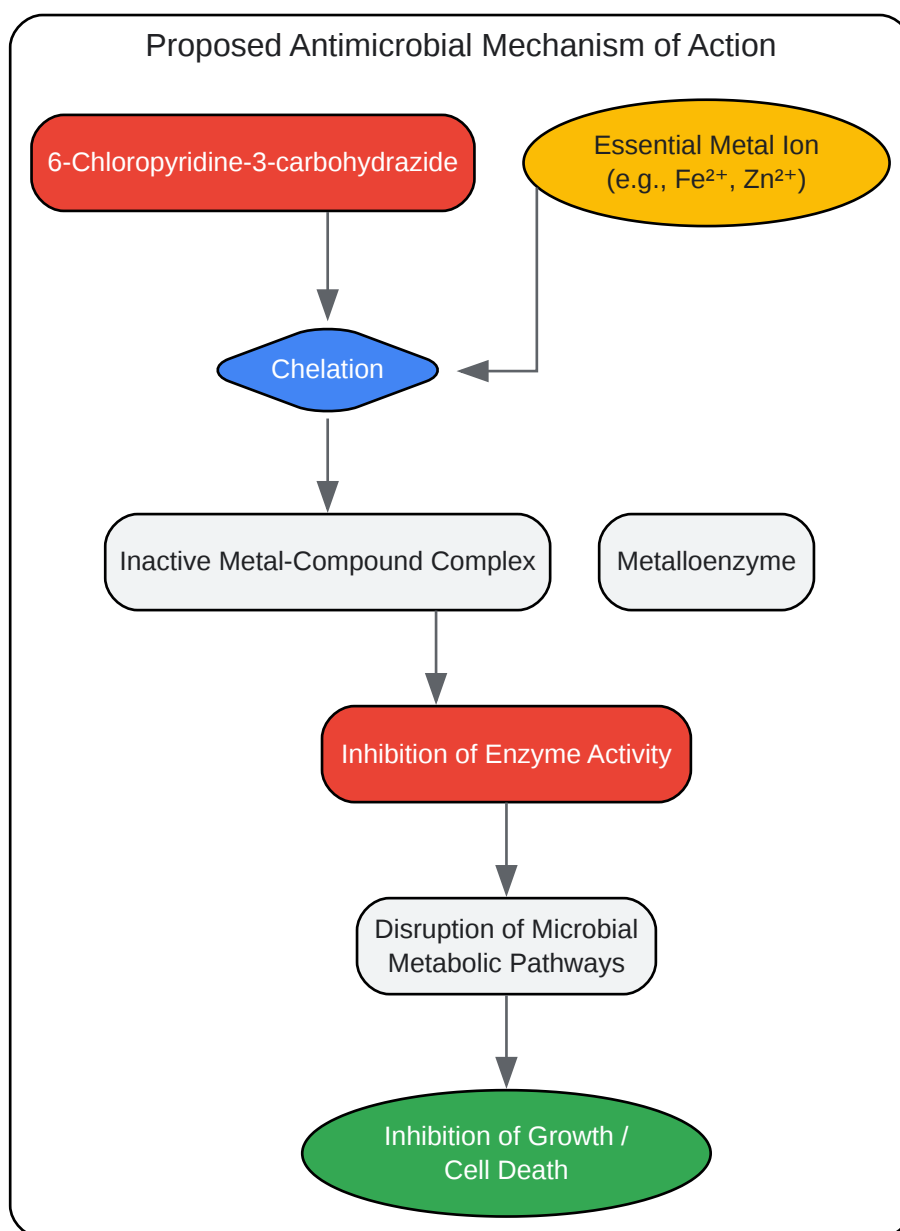 Proposed Antimicrobial Mechanism of Action
6-Chloropyridine-3-carbohydrazide
Essential Metal Ion
(e.g., Fe²⁺, Zn²⁺)
Chelation
Inactive Metal-Compound Complex
Metalloenzyme
Inhibition of Enzyme Activity
Disruption of Microbial
Metabolic Pathways
Inhibition of Growth /
Cell Death